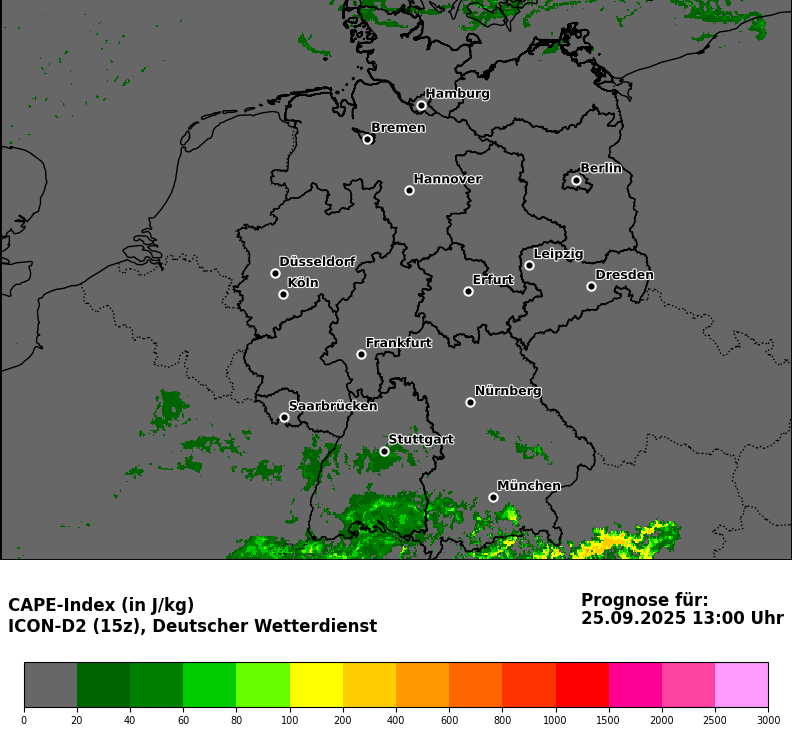 Hamburg
Bremen
Berlin
Hannover
Leipzig
Düsseldorf
Dresden
Köln
Erfurt
Frankfurt
Nürnberg
Saarbrücken
Stuttgart
München
CAPE-Index (in J/kg)
ICON-D2 (15z), Deutscher Wetterdienst
Prognose für:
25.09.2025 13:00 Uhr
0 20 40 60 80 100 200 400 600 800 1000 1500 2000 2500 3000